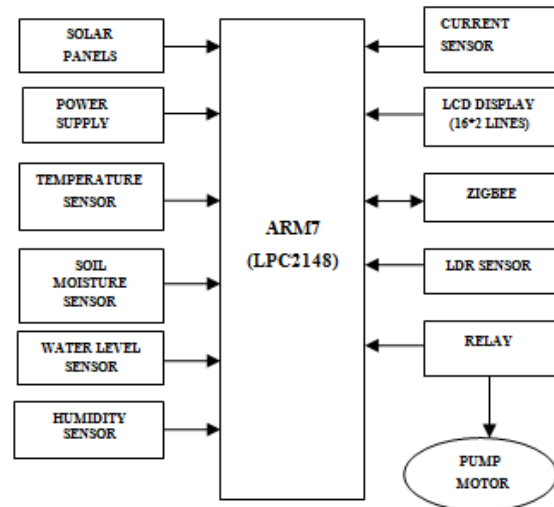 SOLAR
PANELS
POWER
SUPPLY
TEMPERATURE
SENSOR
SOIL
MOISTURE
SENSOR
WATER LEVEL
SENSOR
HUMIDITY
SENSOR
ARM7
(LPC2148)
CURRENT
SENSOR
LCD DISPLAY
(16*2 LINES)
ZIGBEE
LDR SENSOR
RELAY
PUMP
MOTOR